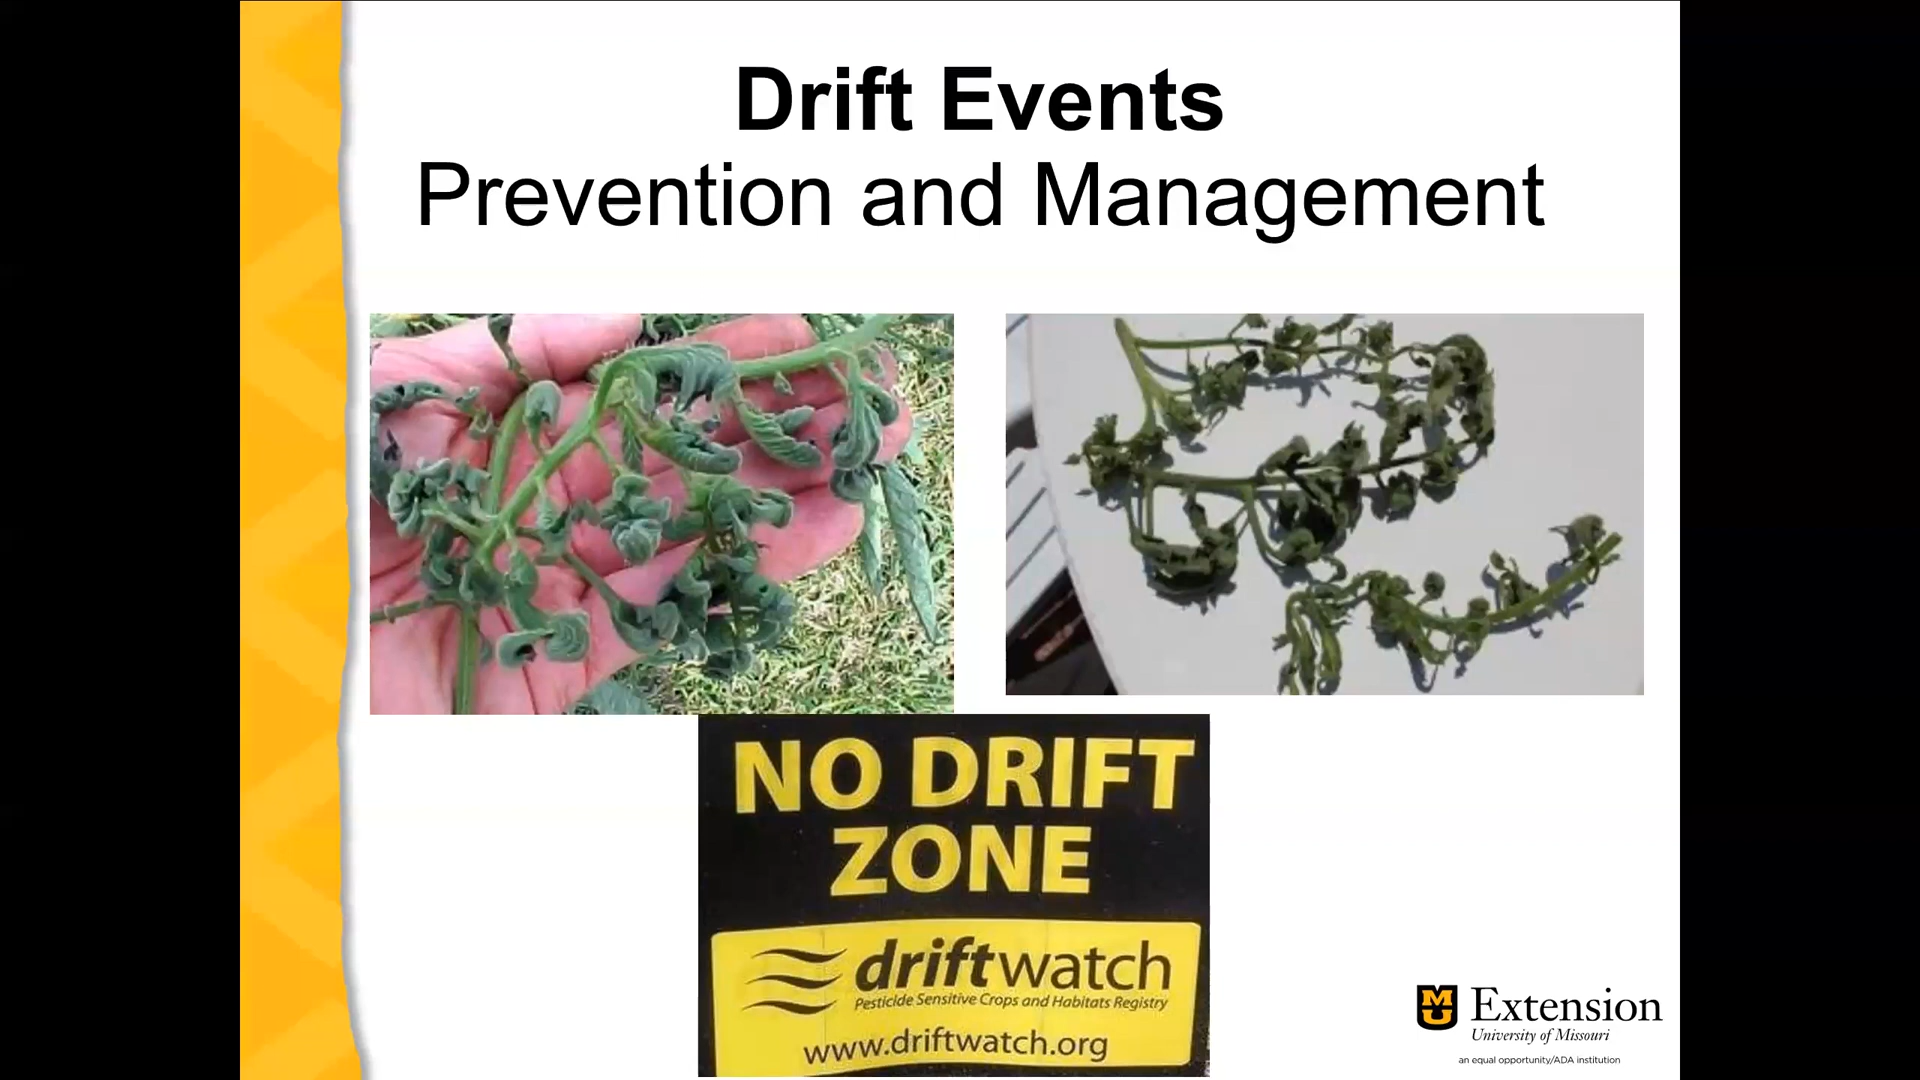 Drift Events
Prevention and Management
NO DRIFT
ZONE
driftwatch
Pesticide Sensitive Crops and Habitats Registry
www.driftwatch.org
MU Extension
University of Missouri
an equal opportunity/ADA institution